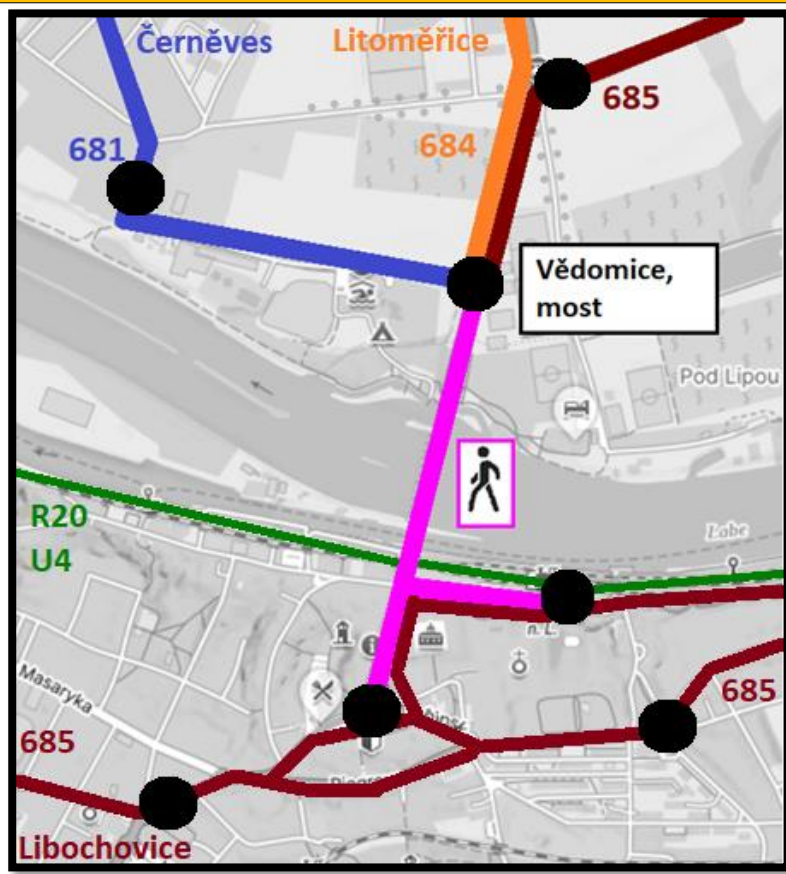 Černěves
Litoměřice
685
681
684
Vědomice,
most
Pod Lipou
R20
U4
Labe
n. L.
Masaryka
685
685
Libochovice